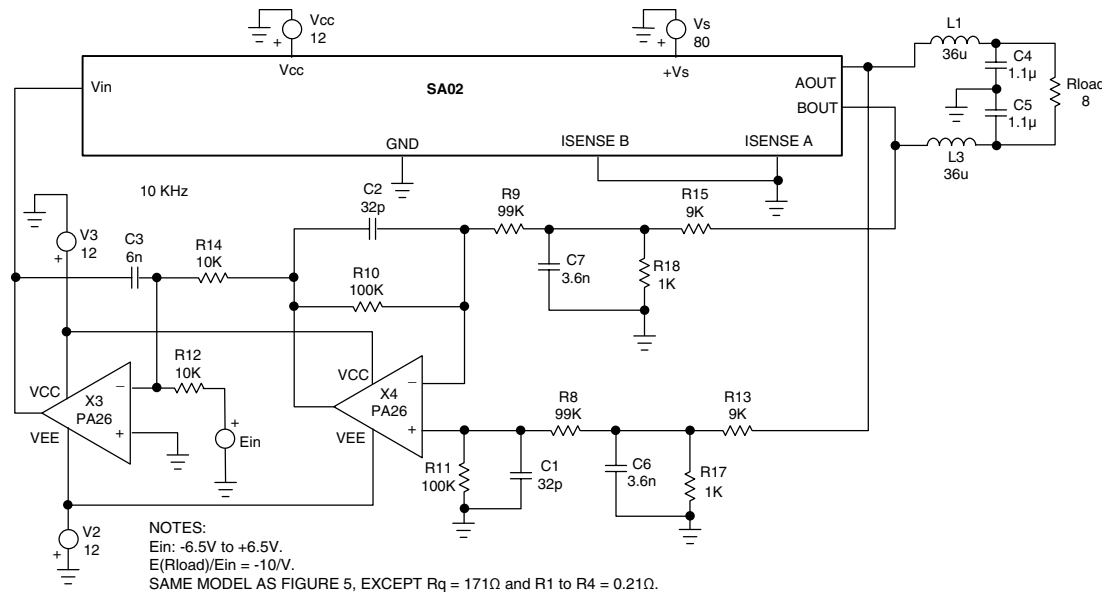 Vcc
12
+
Vs
80
+
L1
36u
C4
1.1µ
Rload
8
C5
1.1µ
L3
36u
Vin
Vcc
SA02
+Vs
AOUT
BOUT
GND
ISENSE B
ISENSE A
10 KHz
C2
32p
R9
99K
R15
9K
V3
12
+
C3
6n
R14
10K
R10
100K
C7
3.6n
R18
1K
R12
10K
VCC
X3
PA26
VEE
−
+
+
Ein
VCC
X4
PA26
VEE
−
+
R8
99K
R13
9K
R11
100K
C1
32p
C6
3.6n
R17
1K
V2
12
+
NOTES:
Ein: -6.5V to +6.5V.
E(Rload)/Ein = -10/V.
SAME MODEL AS FIGURE 5, EXCEPT Rq = 171Ω and R1 to R4 = 0.21Ω.